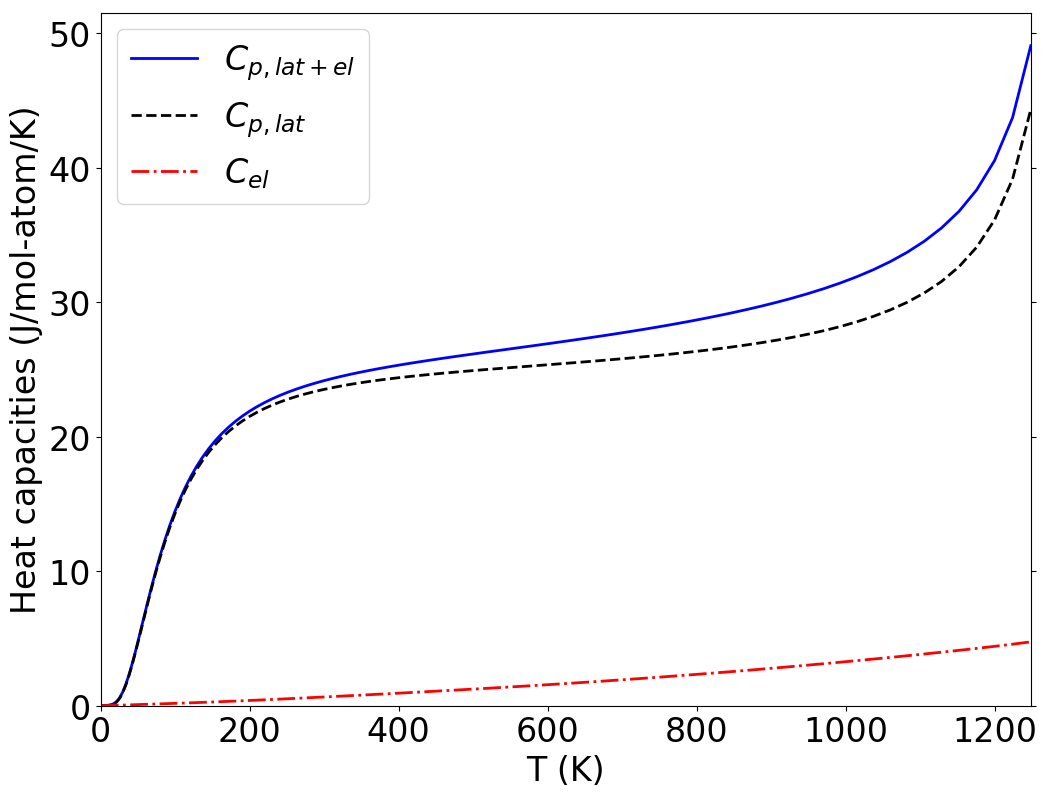 Heat capacities (J/mol-atom/K)
50
40
30
20
10
0
C_{p, lat + el}
C_{p, lat}
C_{el}
0 200 400 600 800 1000 1200
T (K)